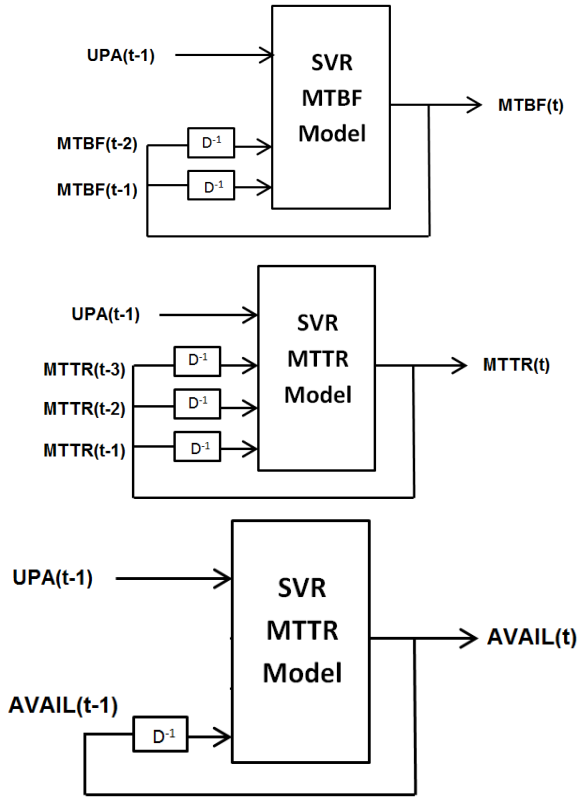 UPA(t-1)
SVR
MTBF
Model
MTBF(t)
MTBF(t-2)
D-1
MTBF(t-1)
D-1
UPA(t-1)
SVR
MTTR
Model
MTTR(t)
MTTR(t-3)
D-1
MTTR(t-2)
D-1
MTTR(t-1)
D-1
UPA(t-1)
SVR
MTTR
Model
AVAIL(t)
AVAIL(t-1)
D-1